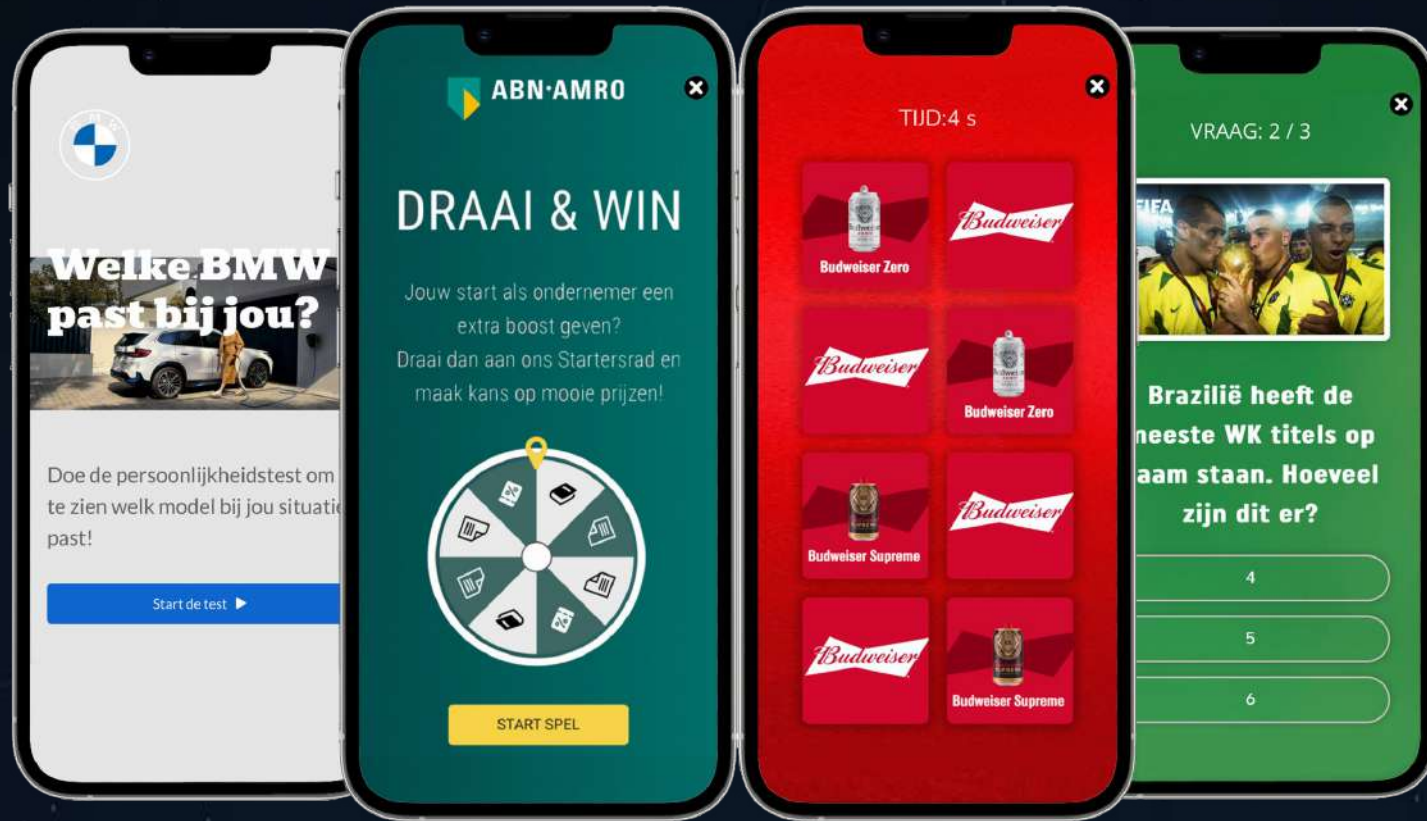 BMW
Welke BMW
past bij jou?
Doe de persoonlijkheidstest om
te zien welk model bij jou situatie
past!
Start de test
ABN·AMRO
DRAAI & WIN
Jouw start als ondernemer een
extra boost geven?
Draai dan aan ons Startersrad en
maak kans op mooie prijzen!
START SPEL
TIJD:4 s
Budweiser Zero
Budweiser
Budweiser
Budweiser Zero
Budweiser Supreme
Budweiser
Budweiser
Budweiser Supreme
VRAAG: 2 / 3
FIFA
Brazilië heeft de
meeste WK titels op
naam staan. Hoeveel
zijn dit er?
4
5
6